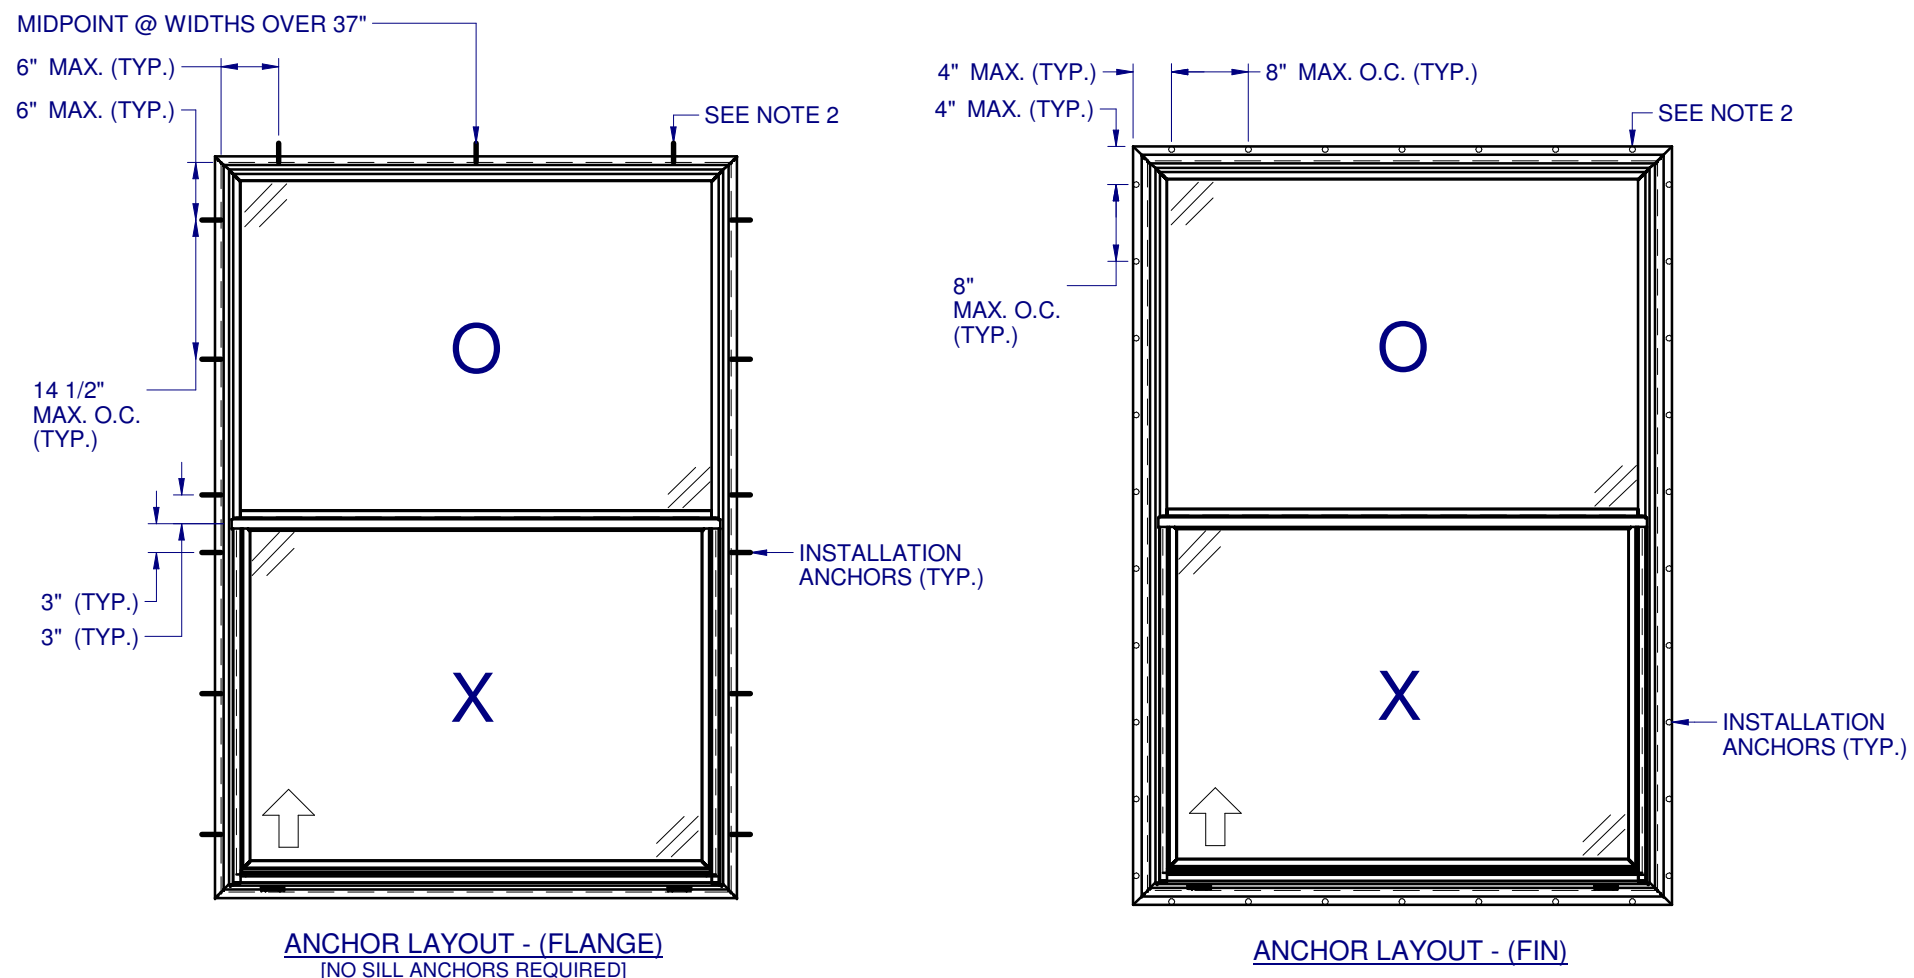 MIDPOINT @ WIDTHS OVER 37"
6" MAX. (TYP.)
6" MAX. (TYP.)
SEE NOTE 2
O
14 1/2"
MAX. O.C.
(TYP.)
INSTALLATION
ANCHORS (TYP.)
3" (TYP.)
3" (TYP.)
X
ANCHOR LAYOUT - (FLANGE)
[NO SILL ANCHORS REQUIRED]
4" MAX. (TYP.)
8" MAX. O.C. (TYP.)
4" MAX. (TYP.)
SEE NOTE 2
8"
MAX. O.C.
(TYP.)
O
X
INSTALLATION
ANCHORS (TYP.)
ANCHOR LAYOUT - (FIN)